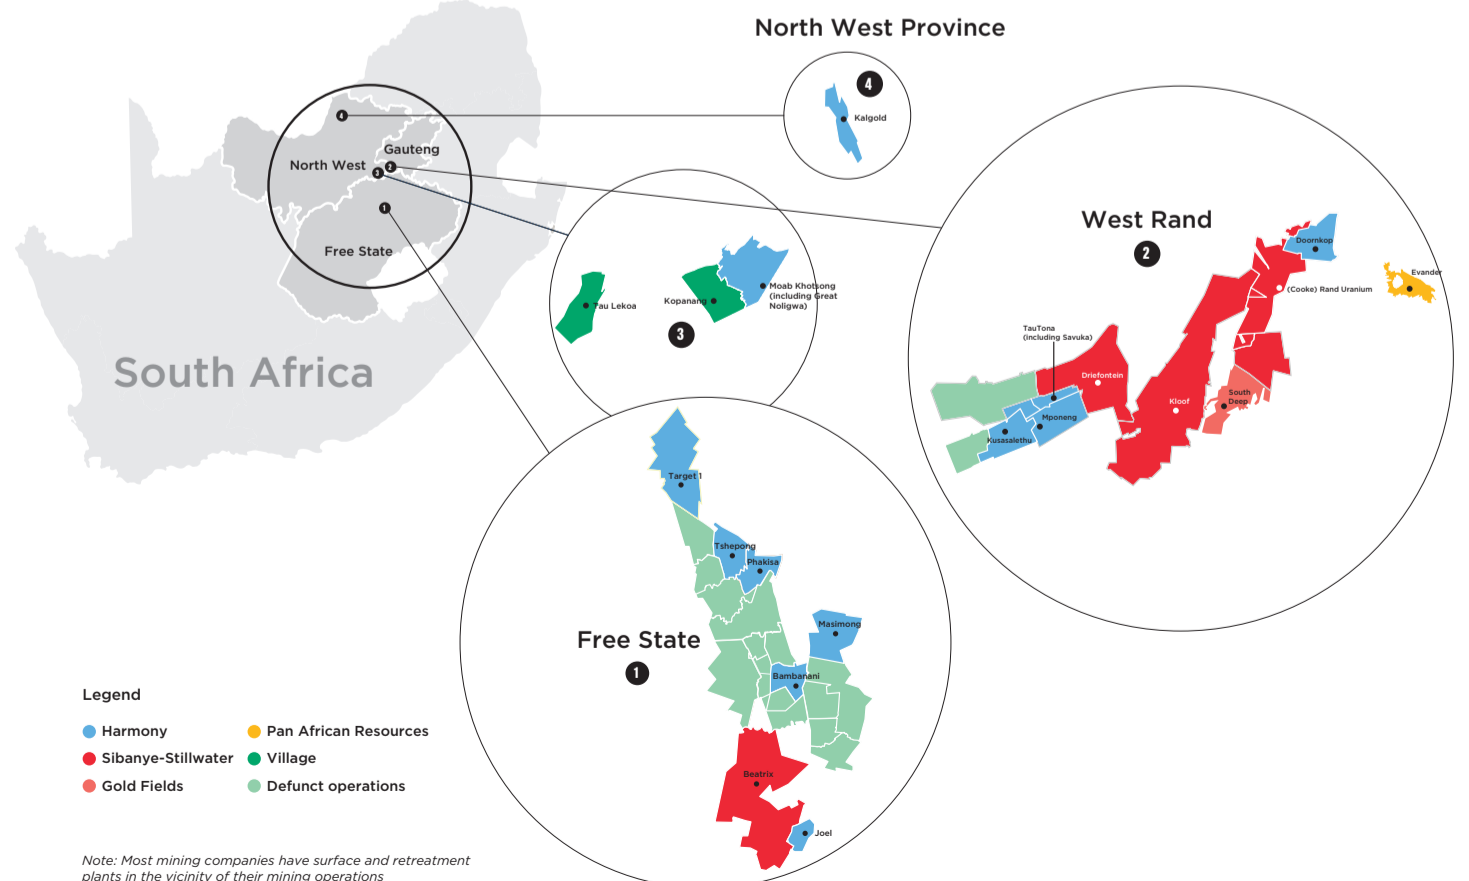 North West Province
4
Kalgold
4
Gauteng
North West
2
3
1
Free State
South Africa
Tau Lekoa
Kopanang
Moab Khotsong
(including Great
Noligwa)
3
West Rand
2
Doornkop
Evander
(Cooke) Rand Uranium
TauTona
(including Savuka)
Driefontein
Kloof
South
Deep
Mponeng
Kusasalethu
Target 1
Tshepong
Phakisa
Masimong
Free State
1
Bambanani
Beatrix
Joel
Legend
Harmony
Sibanye-Stillwater
Gold Fields
Pan African Resources
Village
Defunct operations
Note: Most mining companies have surface and retreatment
plants in the vicinity of their mining operations